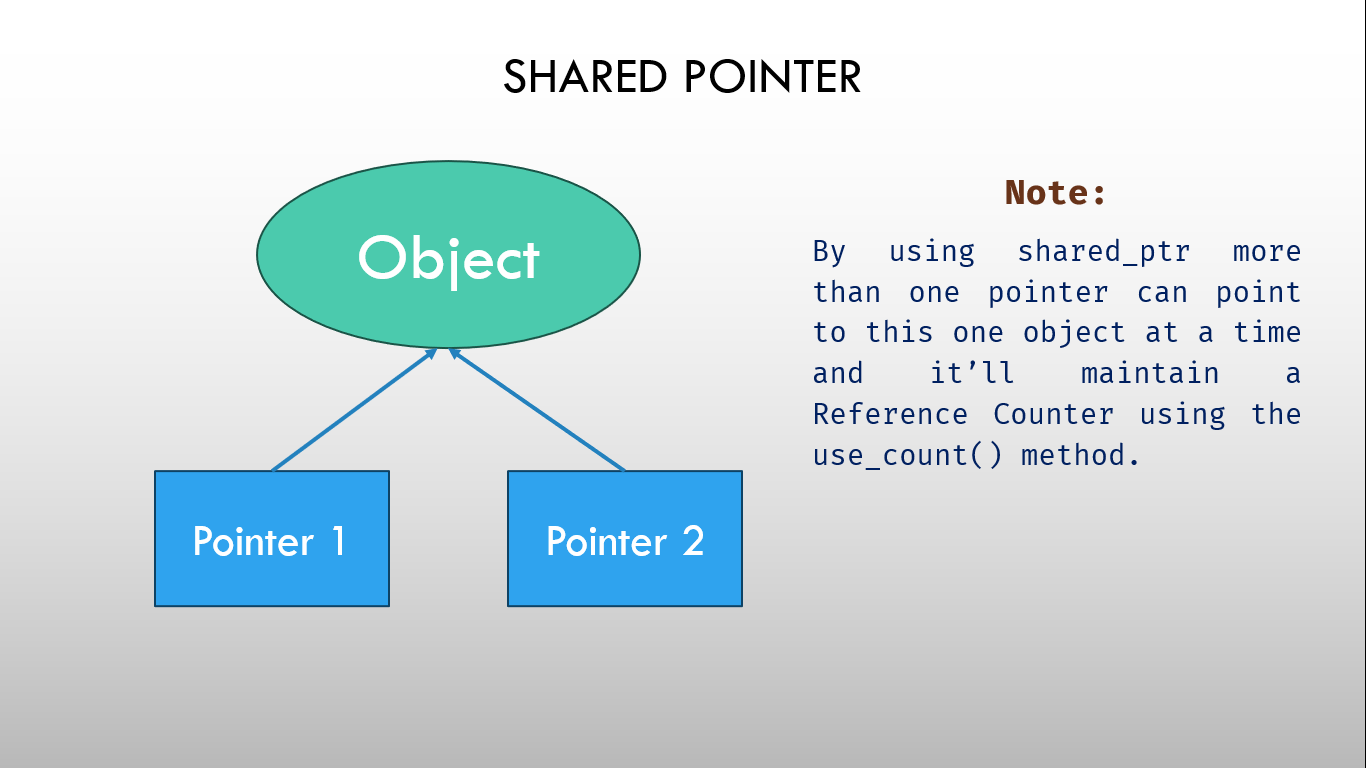 SHARED POINTER
Object
Pointer 1
Pointer 2
Note:
By using shared_ptr more
than one pointer can point
to this one object at a time
and it’ll maintain a
Reference Counter using the
use_count() method.